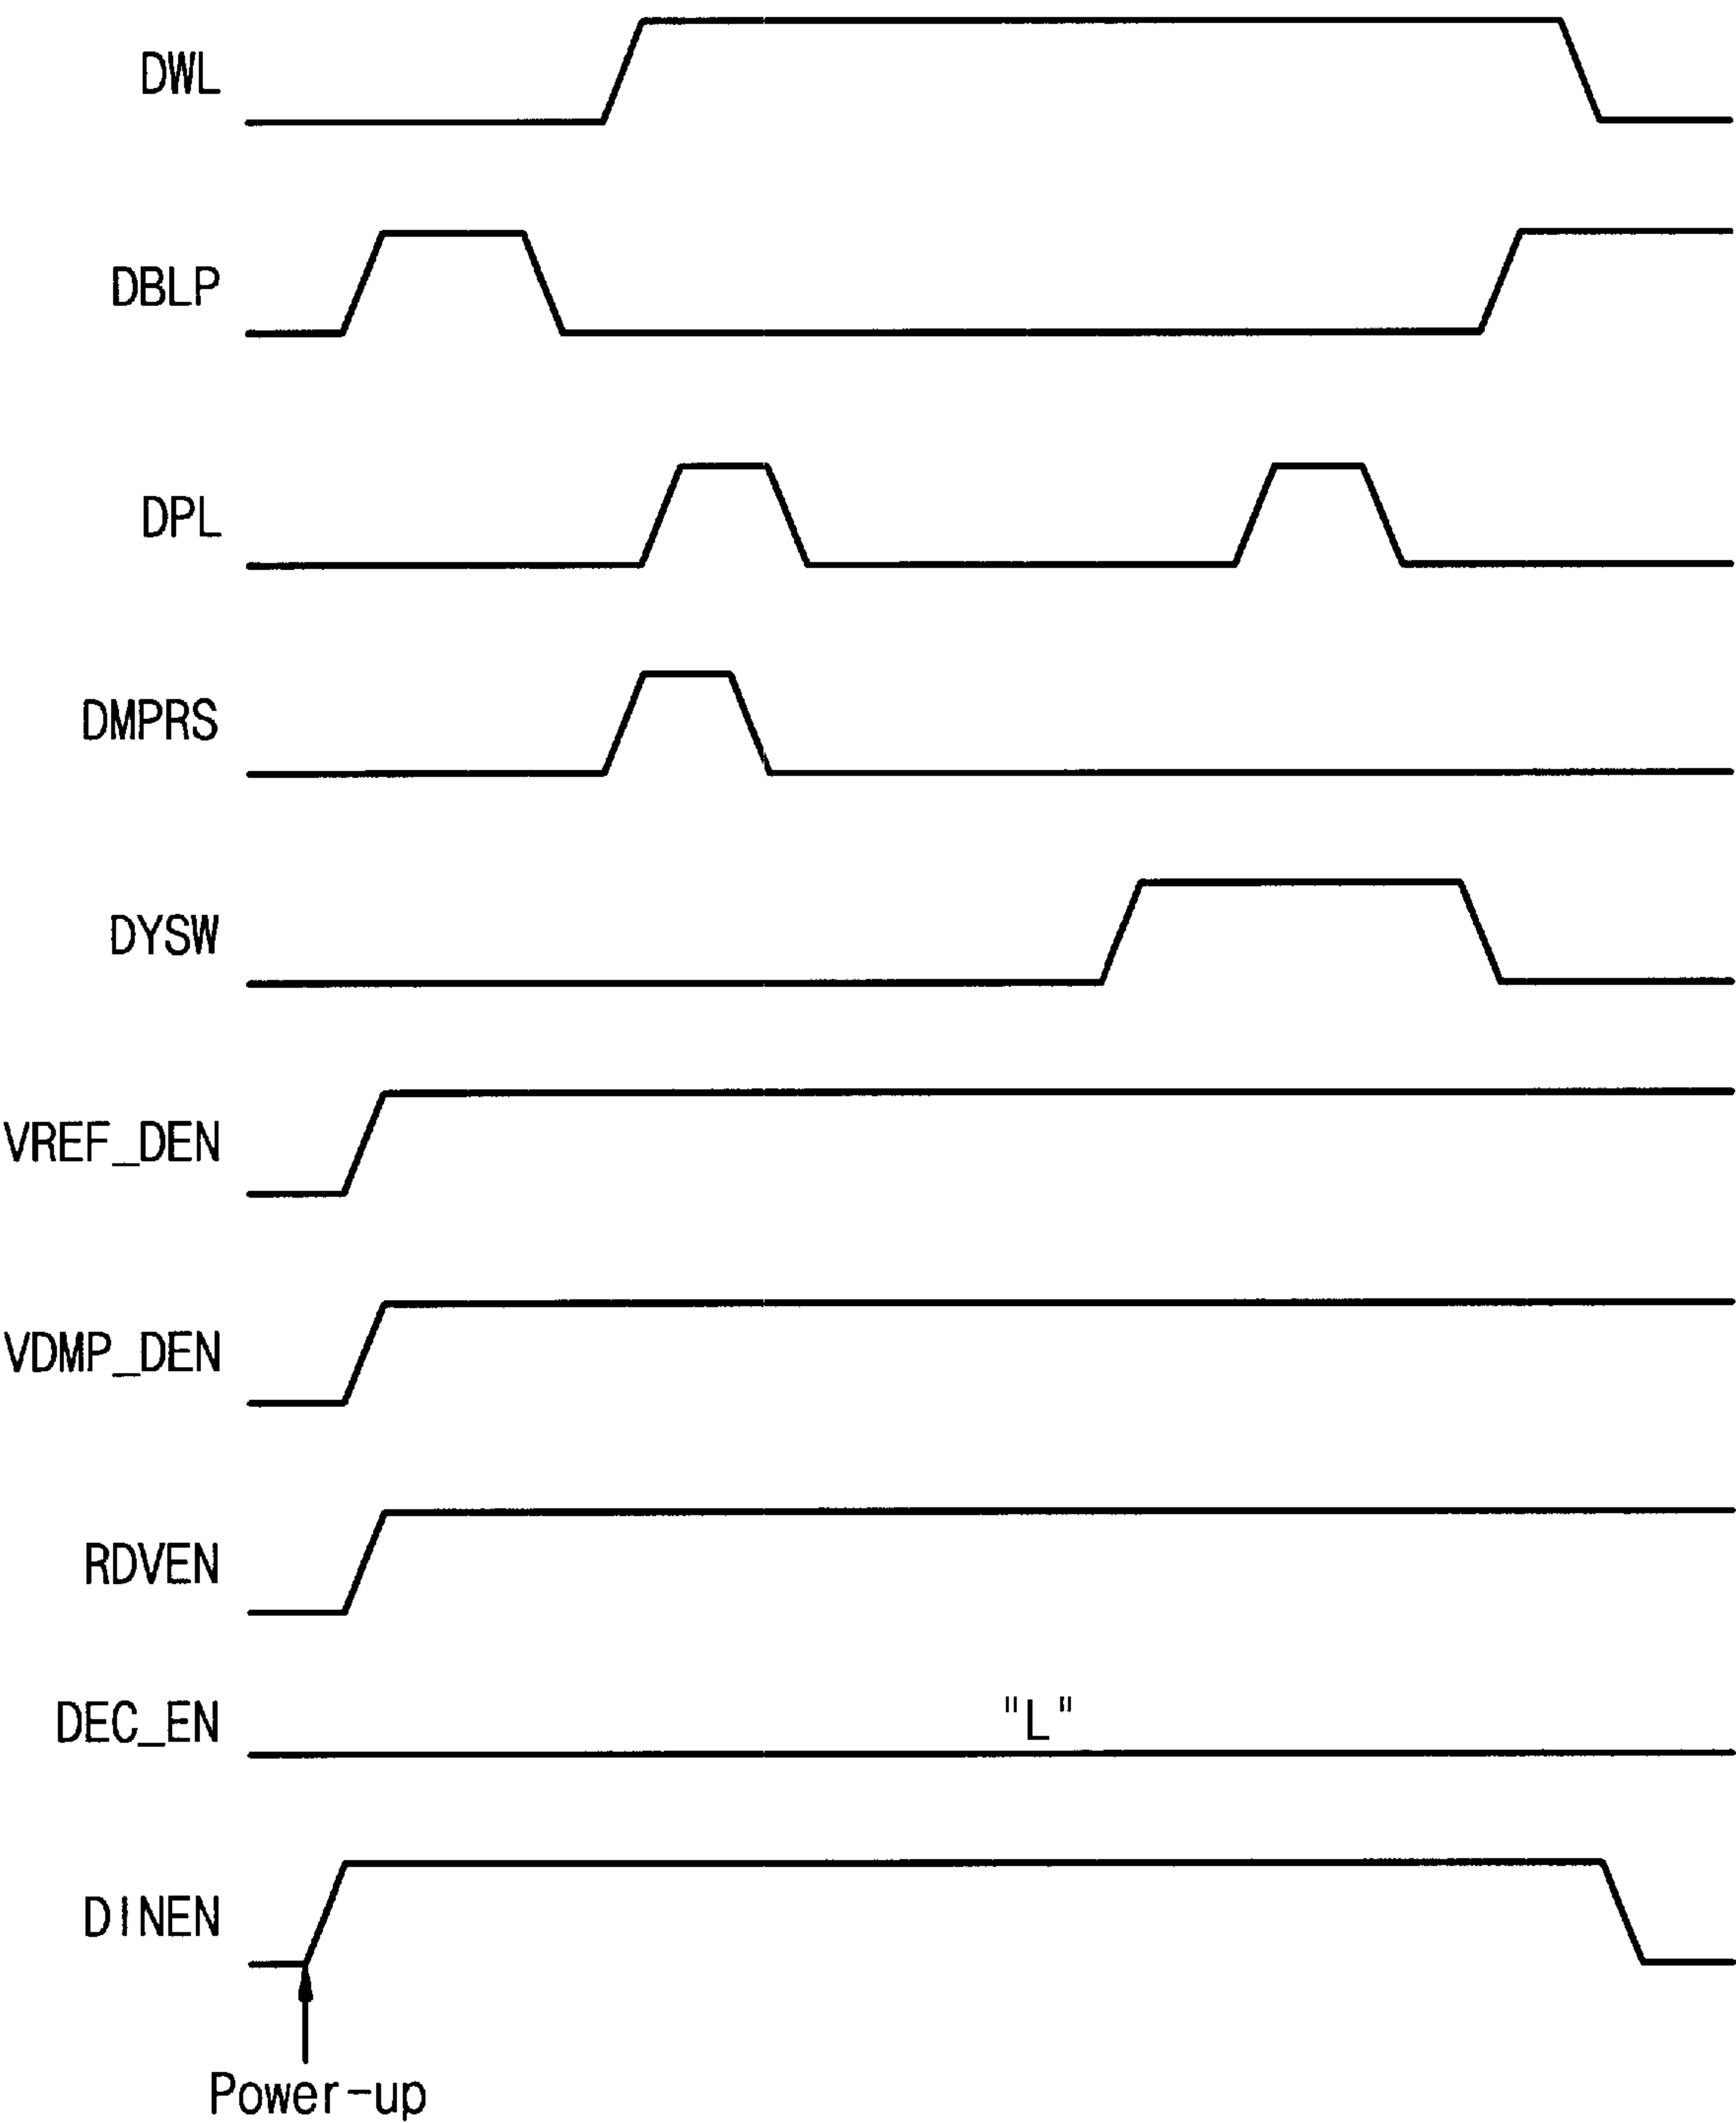 DWL
DBLP
DPL
DMPRS
DYSW
VREF_DEN
VDMP_DEN
RDVEN
DEC_EN
"L"
DINEN
Power-up